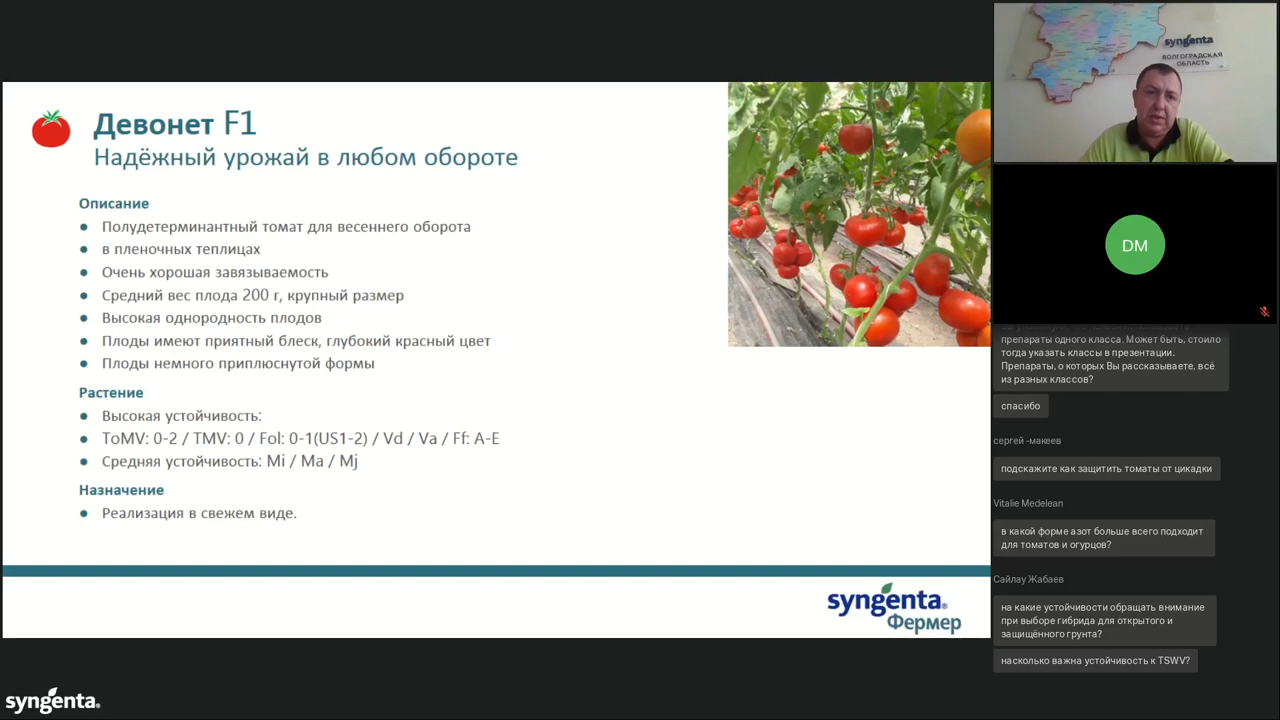 Девонет F1
Надёжный урожай в любом обороте
Описание
Полудетерминантный томат для весеннего оборота
в пленочных теплицах
Очень хорошая завязываемость
Средний вес плода 200 г, крупный размер
Высокая однородность плодов
Плоды имеют приятный блеск, глубокий красный цвет
Плоды немного приплюснутой формы
Растение
Высокая устойчивость:
ToMV: 0-2 / TMV: 0 / Fol: 0-1(US1-2) / Vd / Va / Ff: A-E
Средняя устойчивость: Mi / Ma / Mj
Назначение
Реализация в свежем виде.
syngenta®
Фермер
syngenta®
syngenta
ВОЛГОГРАДСКАЯ
ОБЛАСТЬ
DM
препараты одного класса. Может быть, стоило
тогда указать классы в презентации.
Препараты, о которых Вы рассказываете, всё
из разных классов?
спасибо
сергей -макеев
подскажите как защитить томаты от цикадки
Vitalie Medelean
в какой форме азот больше всего подходит
для томатов и огурцов?
Сайлау Жабаев
на какие устойчивости обращать внимание
при выборе гибрида для открытого и
защищённого грунта?
насколько важна устойчивость к TSWV?